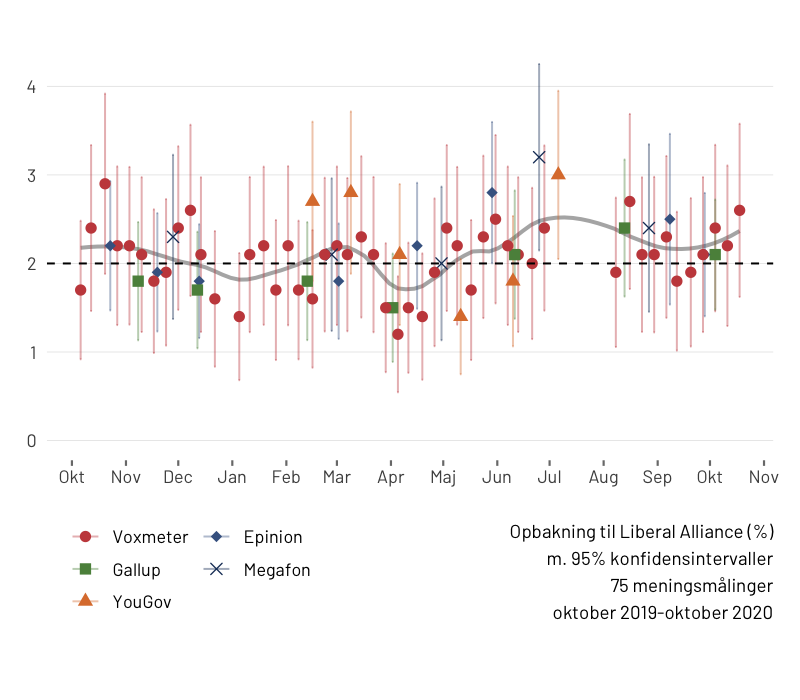 4
3
2
1
0
Okt Nov Dec Jan Feb Mar Apr Maj Jun Jul Aug Sep Okt Nov
Voxmeter Epinion
Gallup Megafon
YouGov
Opbakning til Liberal Alliance (%)
m. 95% konfidensintervaller
75 meningsmålinger
oktober 2019-oktober 2020